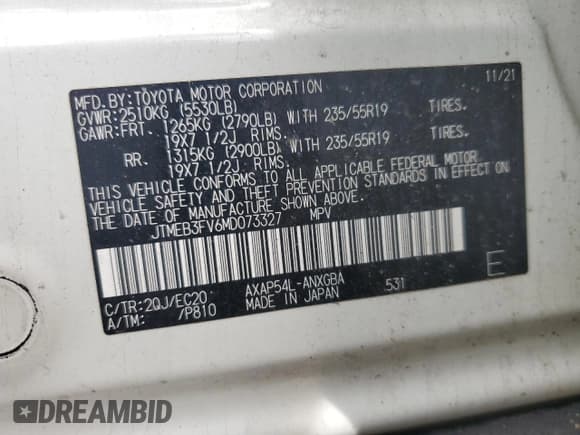 MFD. BY: TOYOTA MOTOR CORPORATION 11/21
GVWR: 2510KG (5530LB)
GAWR: FRT. 1265KG (2790LB) WITH 235/55R19 TIRES.
19X7 1/2J RIMS.
RR. 1315KG (2900LB) WITH 235/55R19 TIRES.
19X7 1/2J RIMS.
THIS VEHICLE CONFORMS TO ALL APPLICABLE FEDERAL MOTOR
VEHICLE SAFETY AND THEFT PREVENTION STANDARDS IN EFFECT ON
THE DATE OF MANUFACTURE SHOWN ABOVE.
JTMEB3FV6MD073327 MPV
C/TR: 2QJ/EC20 AXAP54L-ANXGBA 531 E
A/TM: /P810 MADE IN JAPAN
DREAMBID